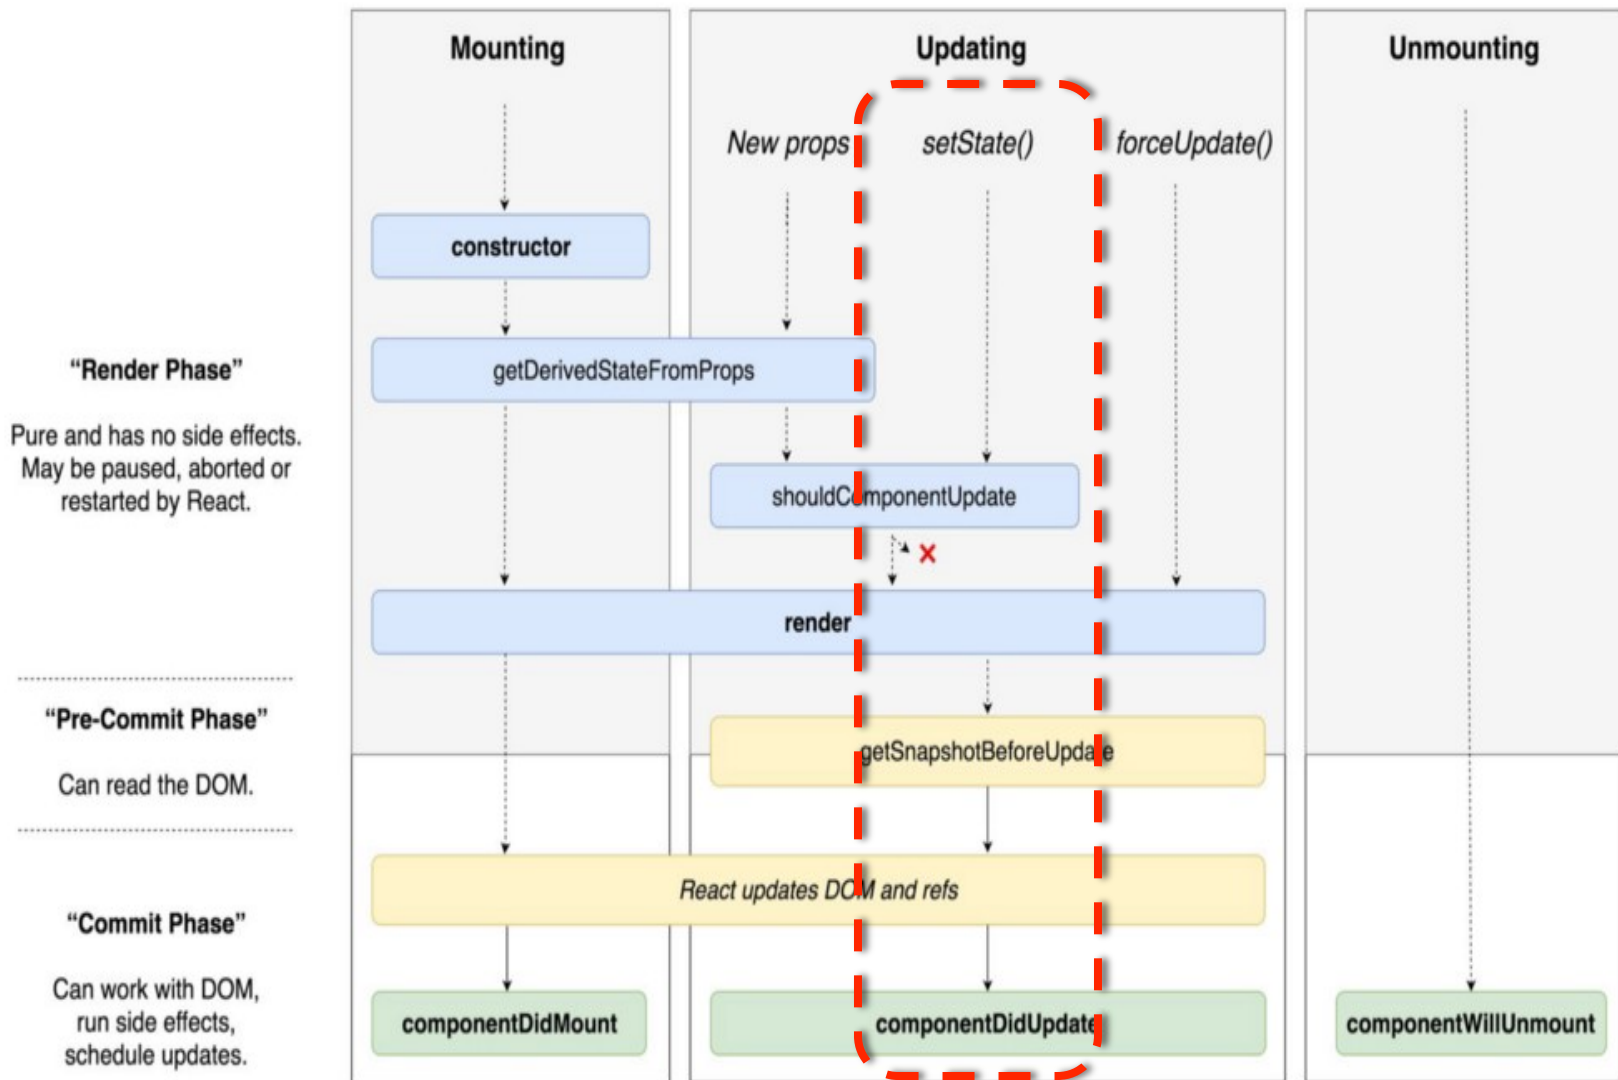 Mounting
Updating
Unmounting
New props
setState()
forceUpdate()
constructor
“Render Phase”
getDerivedStateFromProps
Pure and has no side effects.
May be paused, aborted or
restarted by React.
shouldComponentUpdate
render
“Pre-Commit Phase”
getSnapshotBeforeUpdate
Can read the DOM.
React updates DOM and refs
“Commit Phase”
Can work with DOM,
run side effects,
schedule updates.
componentDidMount
componentDidUpdate
componentWillUnmount